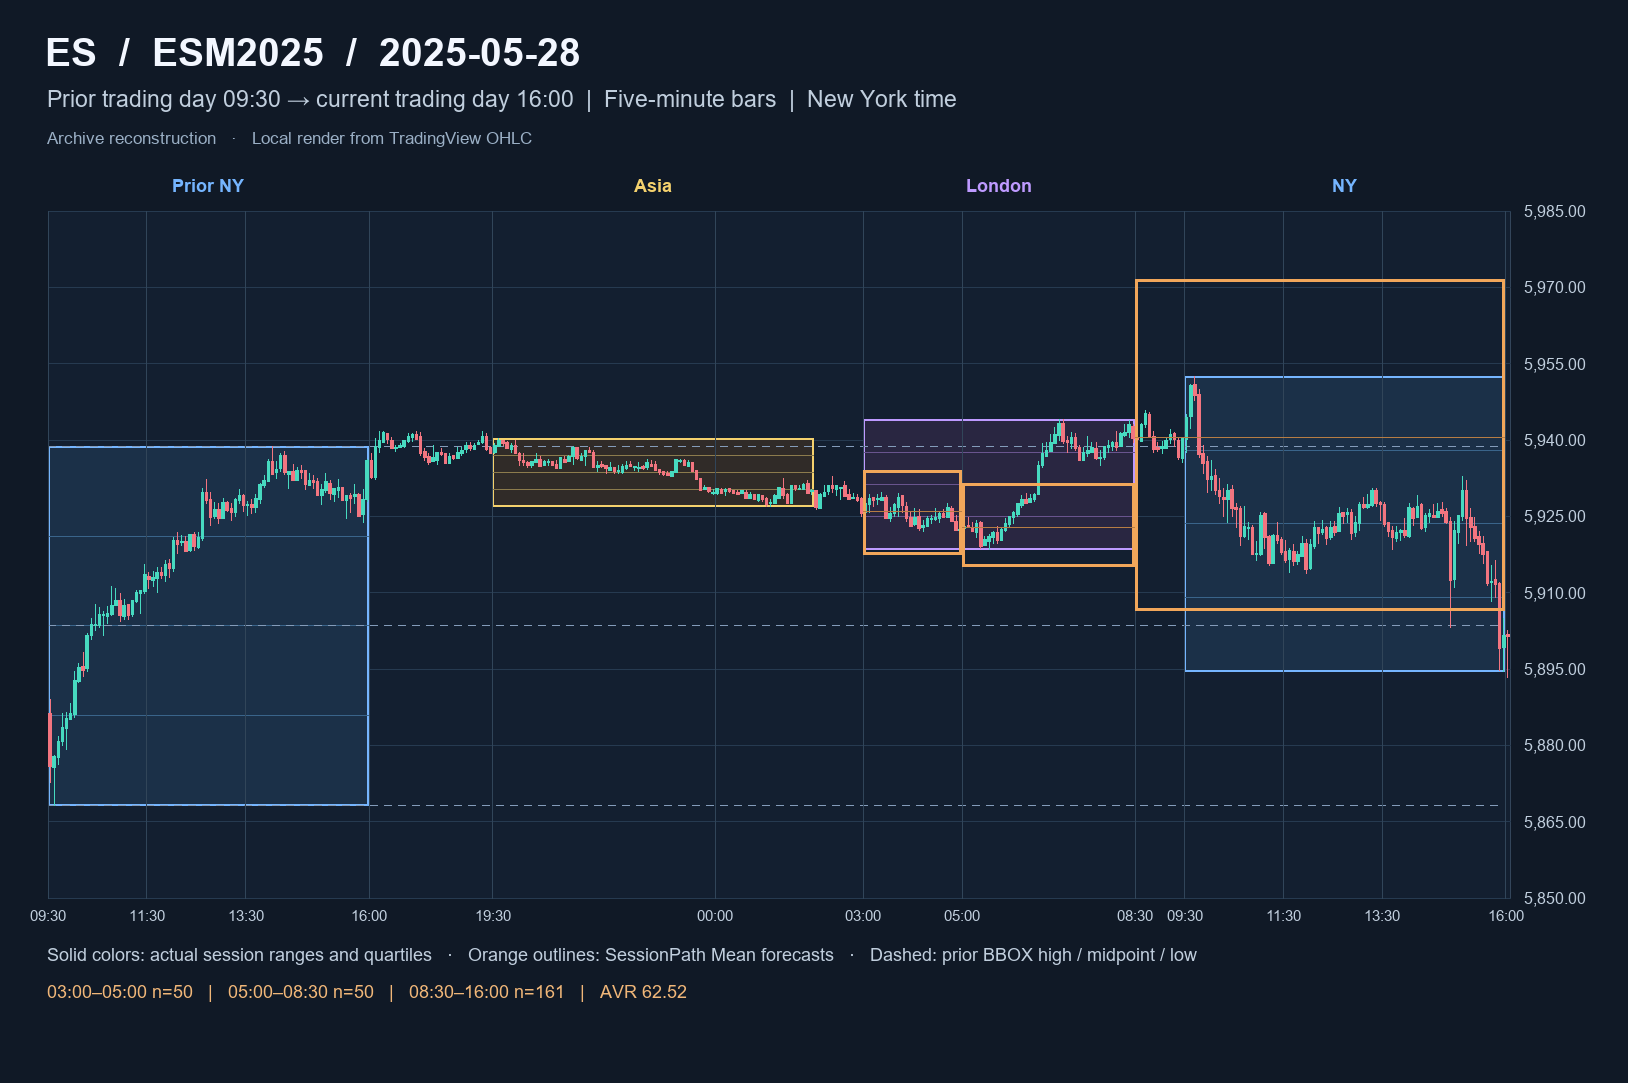 ES / ESM2025 / 2025-05-28
Prior trading day 09:30 → current trading day 16:00 | Five-minute bars | New York time
Archive reconstruction · Local render from TradingView OHLC
Prior NY Asia London NY
5,985.00
5,970.00
5,955.00
5,940.00
5,925.00
5,910.00
5,895.00
5,880.00
5,865.00
5,850.00
09:30 11:30 13:30 16:00 19:30 00:00 03:00 05:00 08:30 09:30 11:30 13:30 16:00
Solid colors: actual session ranges and quartiles · Orange outlines: SessionPath Mean forecasts · Dashed: prior BBOX high / midpoint / low
03:00–05:00 n=50 | 05:00–08:30 n=50 | 08:30–16:00 n=161 | AVR 62.52